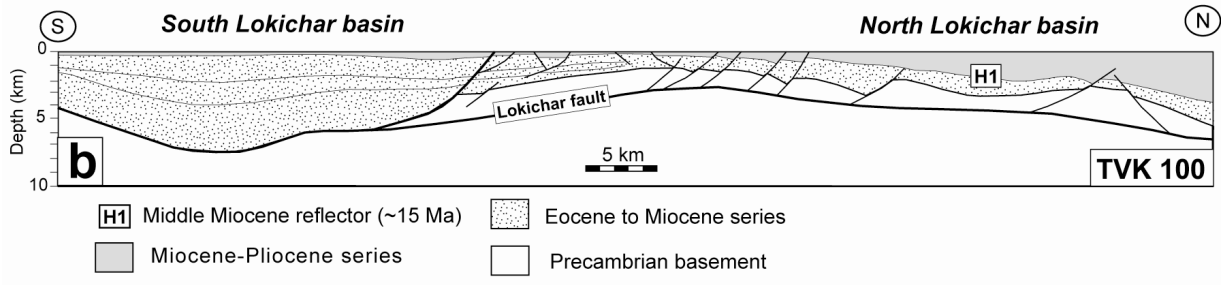 S South Lokichar basin North Lokichar basin N
0
H1
Lokichar fault
Depth (km)
5
5 km
b TVK 100
10
H1 Middle Miocene reflector (~15 Ma) Eocene to Miocene series
Miocene-Pliocene series Precambrian basement